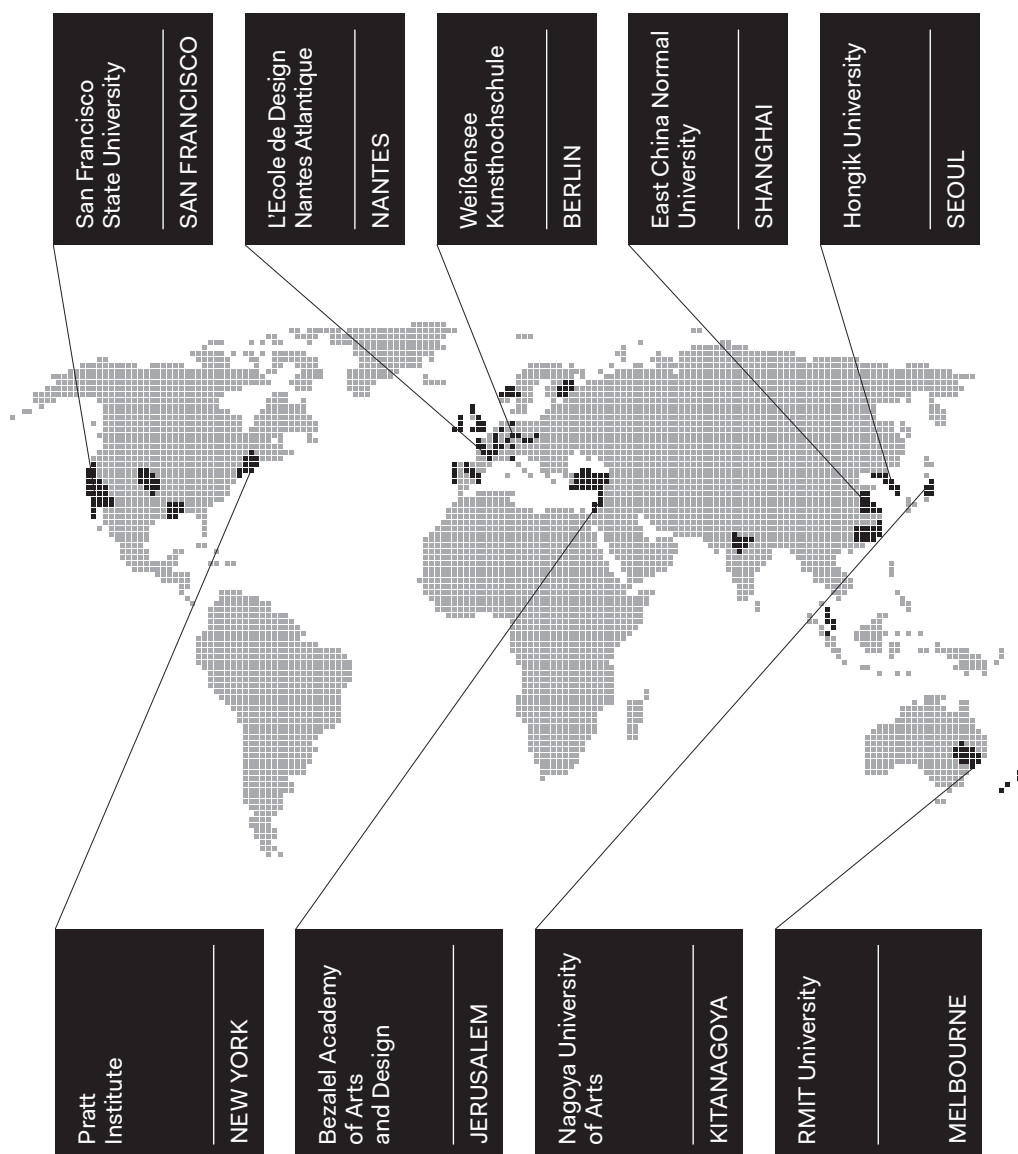 San Francisco
State University
SAN FRANCISCO
L'Ecole de Design
Nantes Atlantique
NANTES
Weißensee
Kunsthochschule
BERLIN
East China Normal
University
SHANGHAI
Hongik University
SEOUL
Pratt
Institute
NEW YORK
Bezalel Academy
of Arts
and Design
JERUSALEM
Nagoya University
of Arts
KITANAGOYA
RMIT University
MELBOURNE